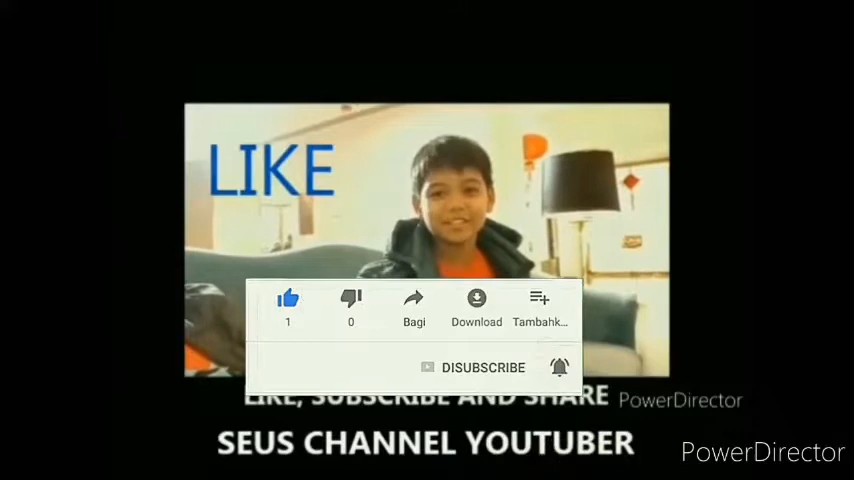 LIKE
1
0
Bagi
Download
Tambahk...
DISUBSCRIBE
LIKE, SUBSCRIBE AND SHARE
PowerDirector
SEUS CHANNEL YOUTUBER
PowerDirector